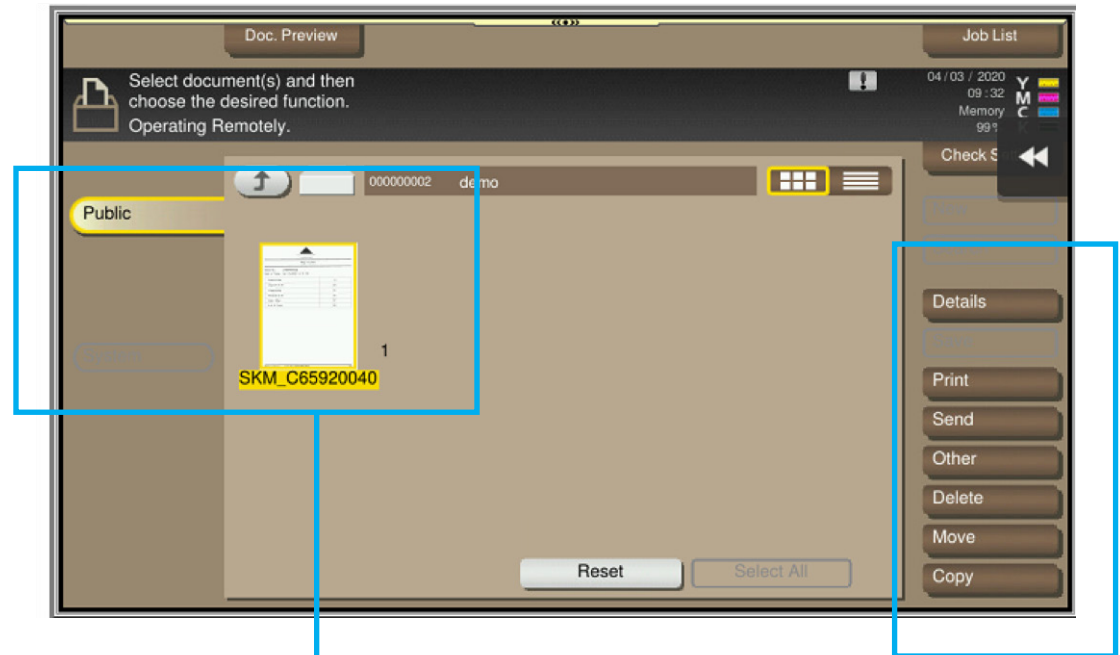 Doc. Preview
Job List
Select document(s) and then
choose the desired function.
Operating Remotely.
04 / 03 / 2020
09 : 32
Memory
99
Y
M
C
K
Check
000000002 demo
Public
1
SKM_C65920040
Details
Print
Send
Other
Delete
Move
Copy
Reset
Select All